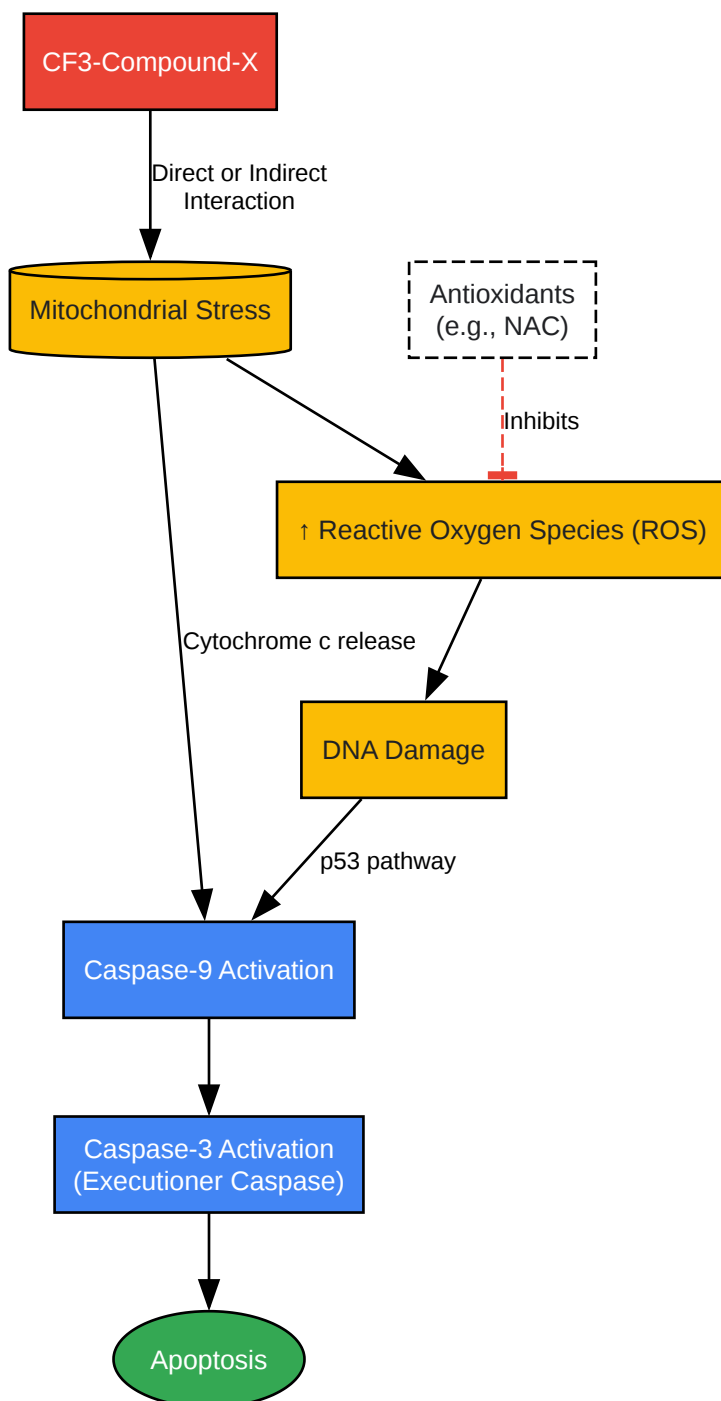 CF3-Compound-X
Direct or Indirect
Interaction
Mitochondrial Stress
Antioxidants
(e.g., NAC)
Inhibits
↑ Reactive Oxygen Species (ROS)
Cytochrome c release
DNA Damage
p53 pathway
Caspase-9 Activation
Caspase-3 Activation
(Executioner Caspase)
Apoptosis